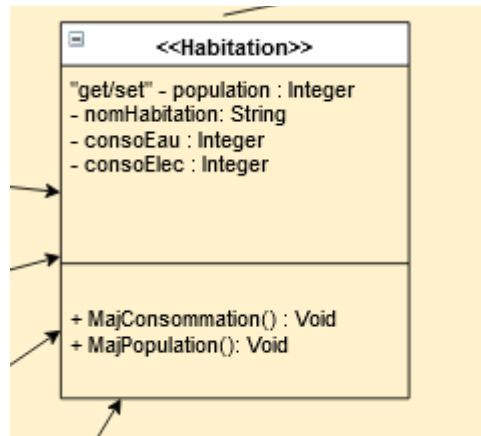 <<Habitation>>
"get/set" - population : Integer
- nomHabitation: String
- consoEau : Integer
- consoElec : Integer
+ MajConsommation() : Void
+ MajPopulation(): Void